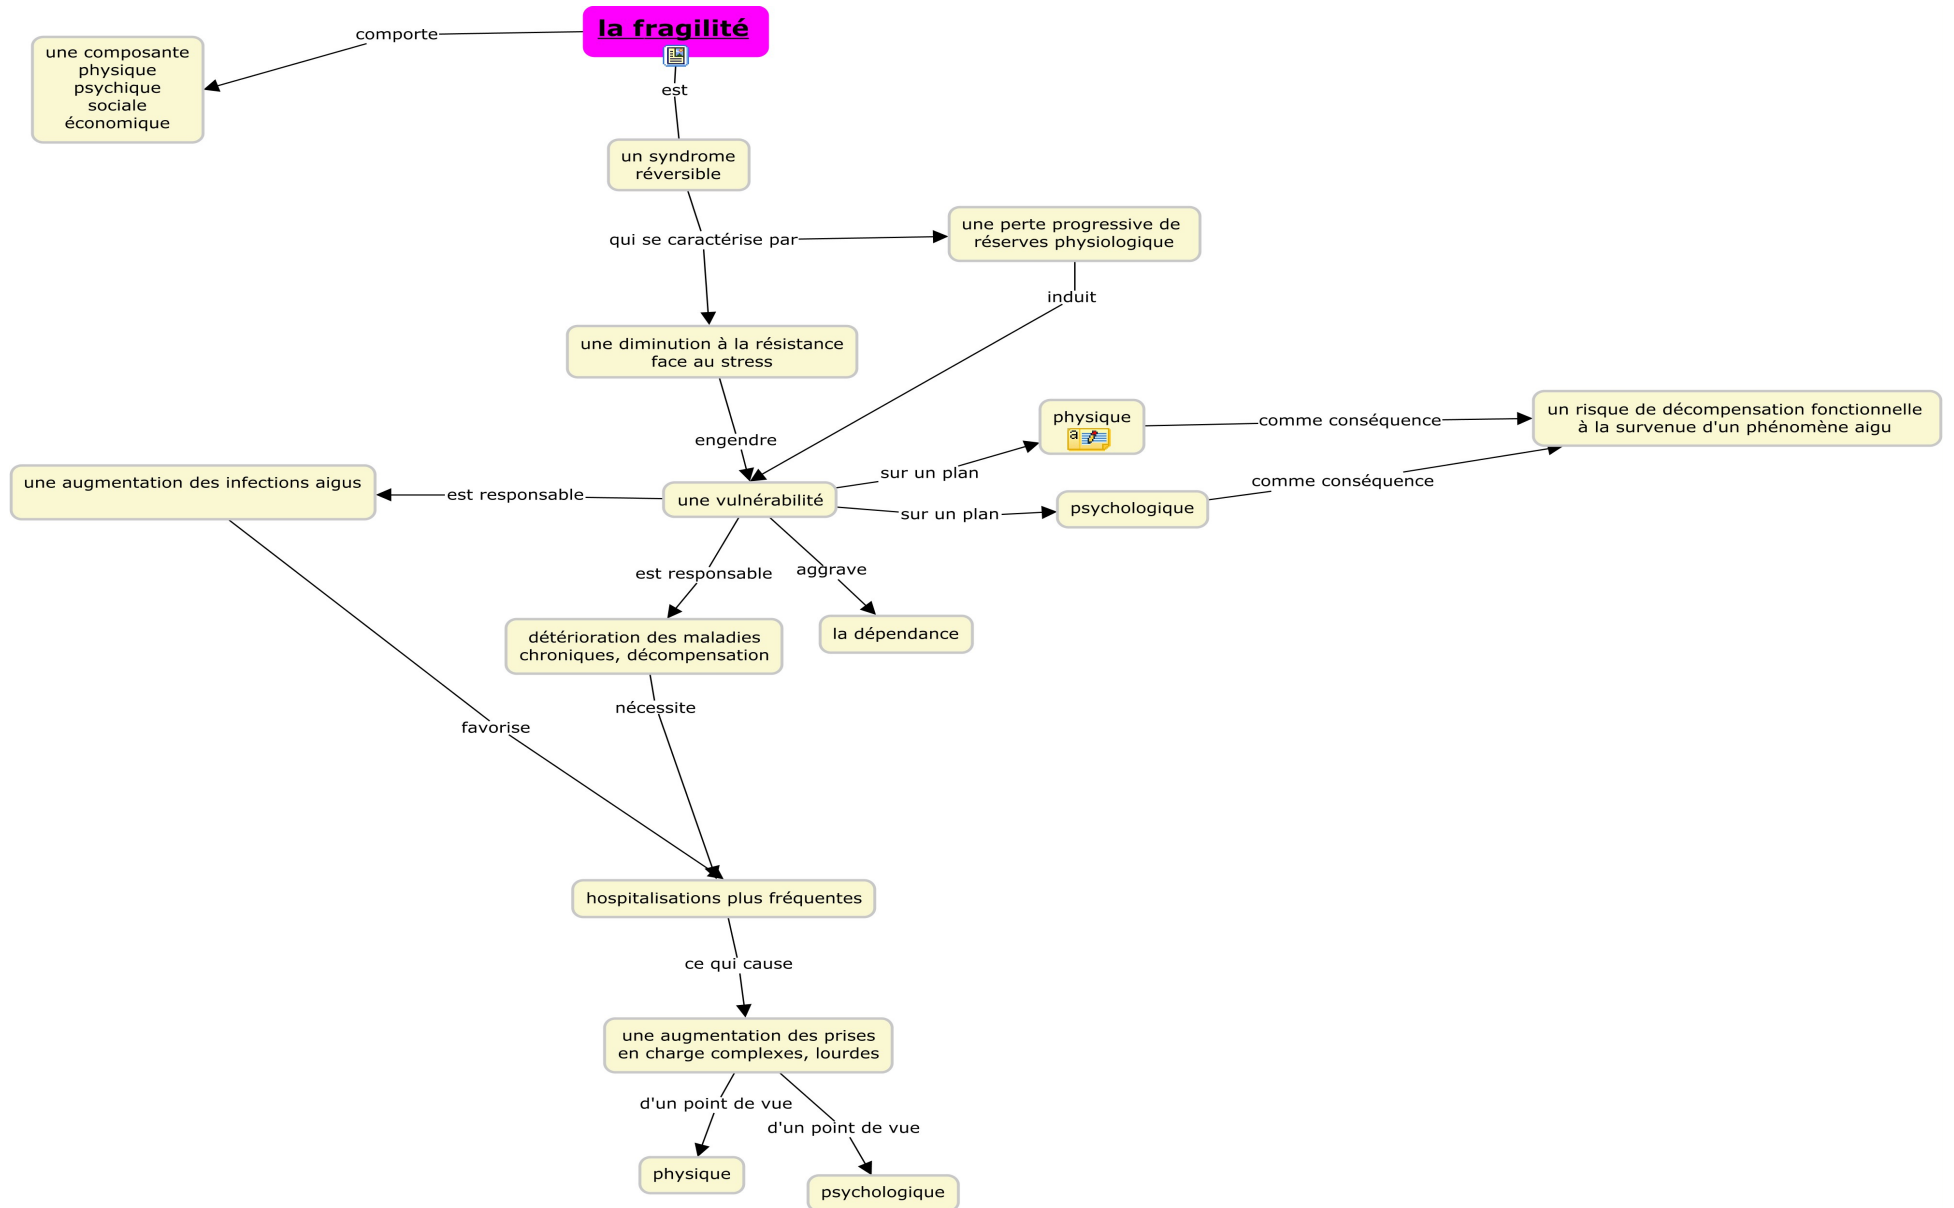 la fragilité
comporte
une composante
physique
psychique
sociale
économique
est
un syndrome
réversible
qui se caractérise par
une perte progressive de
réserves physiologique
induit
une diminution à la résistance
face au stress
engendre
physique
a
comme conséquence
un risque de décompensation fonctionnelle
à la survenue d'un phénomène aigu
sur un plan
comme conséquence
une augmentation des infections aigus
est responsable
une vulnérabilité
sur un plan
psychologique
est responsable
aggrave
détérioration des maladies
chroniques, décompensation
la dépendance
nécessite
favorise
hospitalisations plus fréquentes
ce qui cause
une augmentation des prises
en charge complexes, lourdes
d'un point de vue
d'un point de vue
physique
psychologique